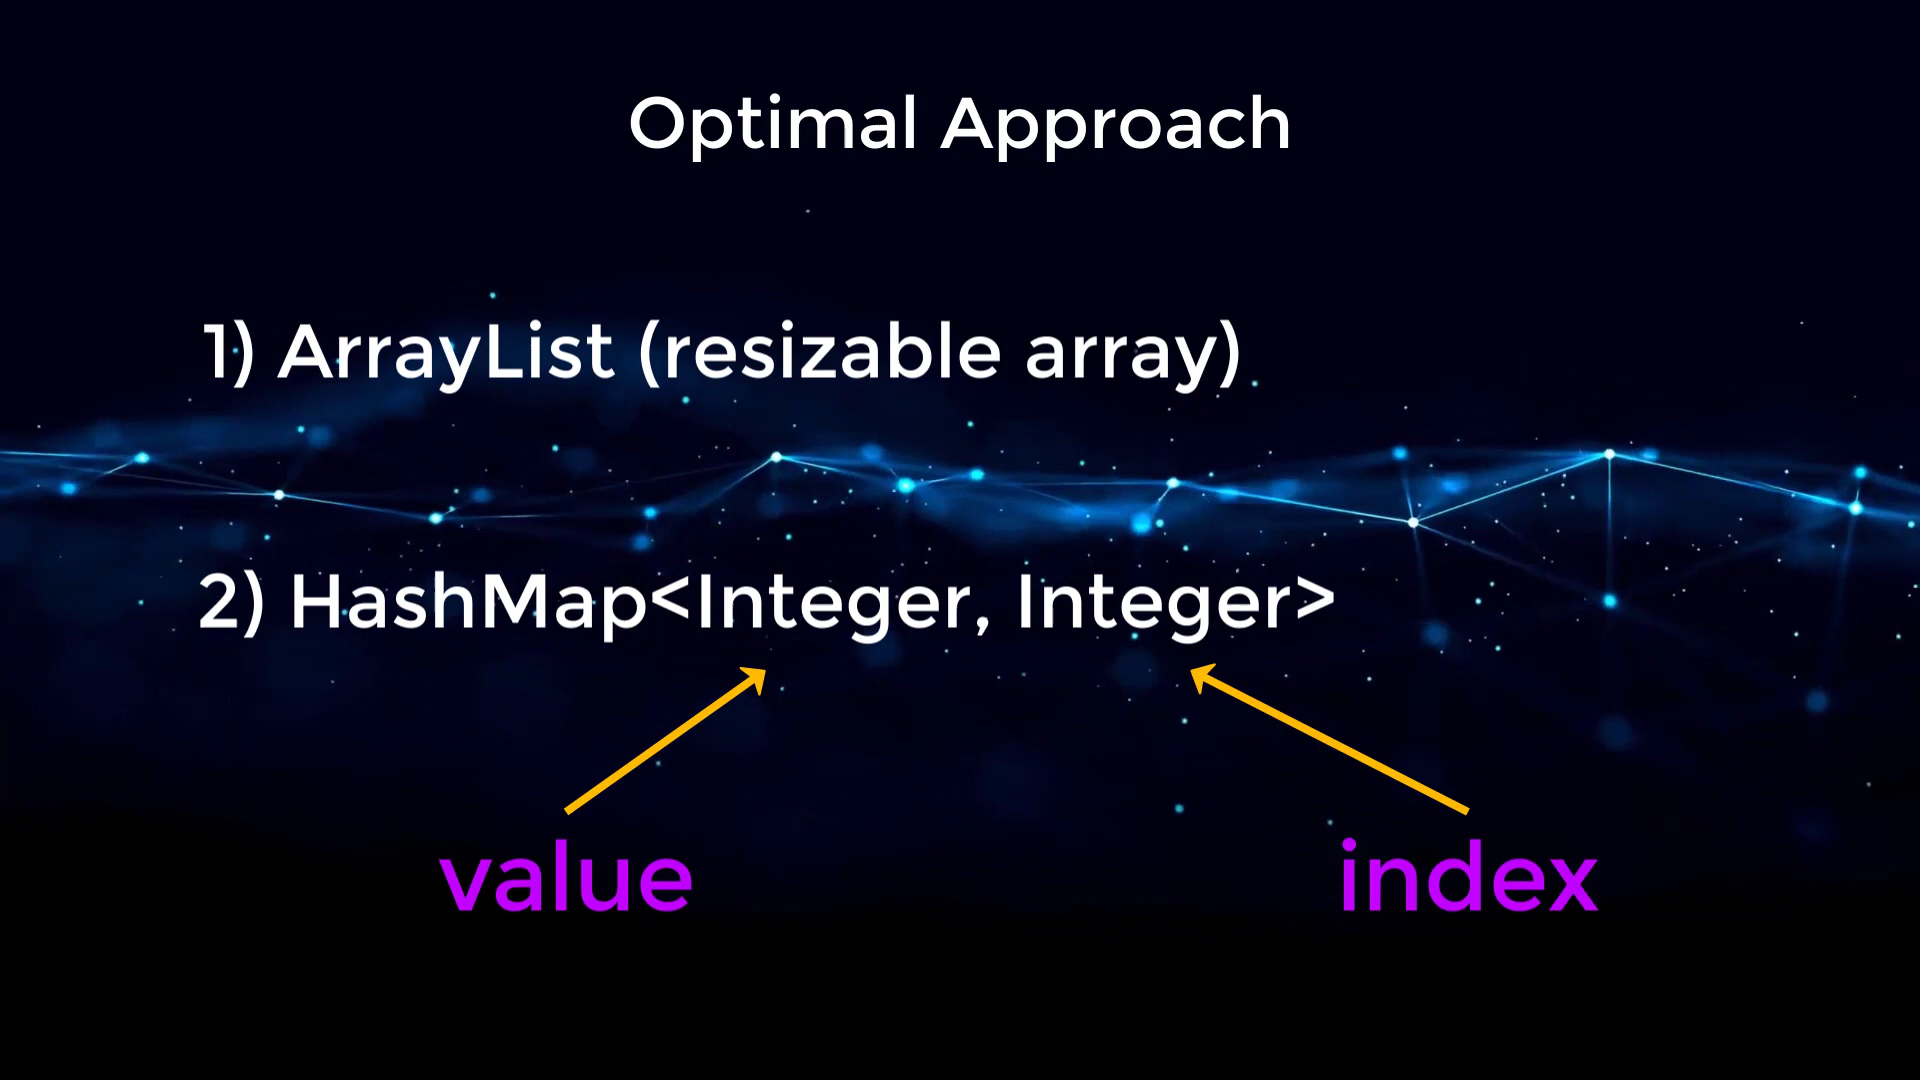 Optimal Approach
1) ArrayList (resizable array)
2) HashMap<Integer, Integer>
value
index